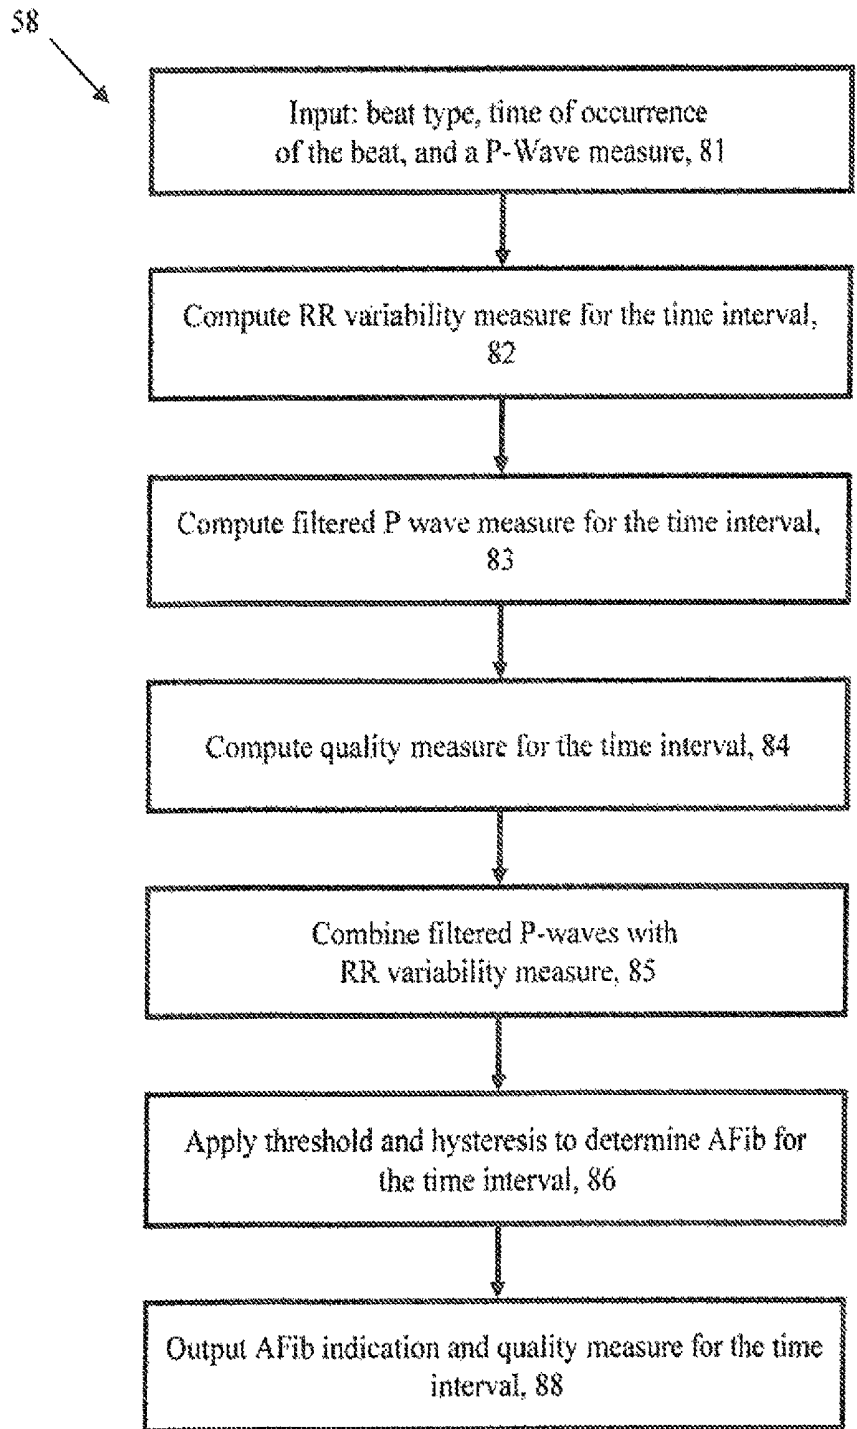 58
Input: beat type, time of occurrence
of the beat, and a P-Wave measure, 81
Compute RR variability measure for the time interval,
82
Compute filtered P wave measure for the time interval,
83
Compute quality measure for the time interval, 84
Combine filtered P-waves with
RR variability measure, 85
Apply threshold and hysteresis to determine AFib for
the time interval, 86
Output AFib indication and quality measure for the time
interval, 88